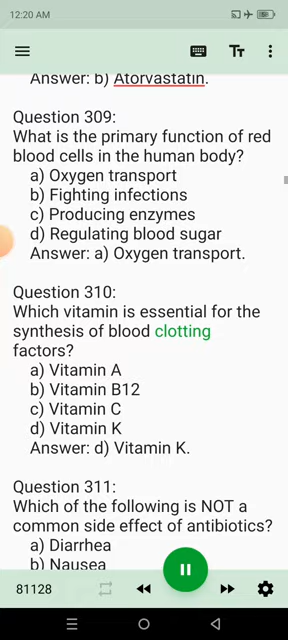 12:20 AM
Answer: b) Atorvastatin.
Question 309:
What is the primary function of red
blood cells in the human body?
a) Oxygen transport
b) Fighting infections
c) Producing enzymes
d) Regulating blood sugar
Answer: a) Oxygen transport.
Question 310:
Which vitamin is essential for the
synthesis of blood clotting
factors?
a) Vitamin A
b) Vitamin B12
c) Vitamin C
d) Vitamin K
Answer: d) Vitamin K.
Question 311:
Which of the following is NOT a
common side effect of antibiotics?
a) Diarrhea
b) Nausea
81128